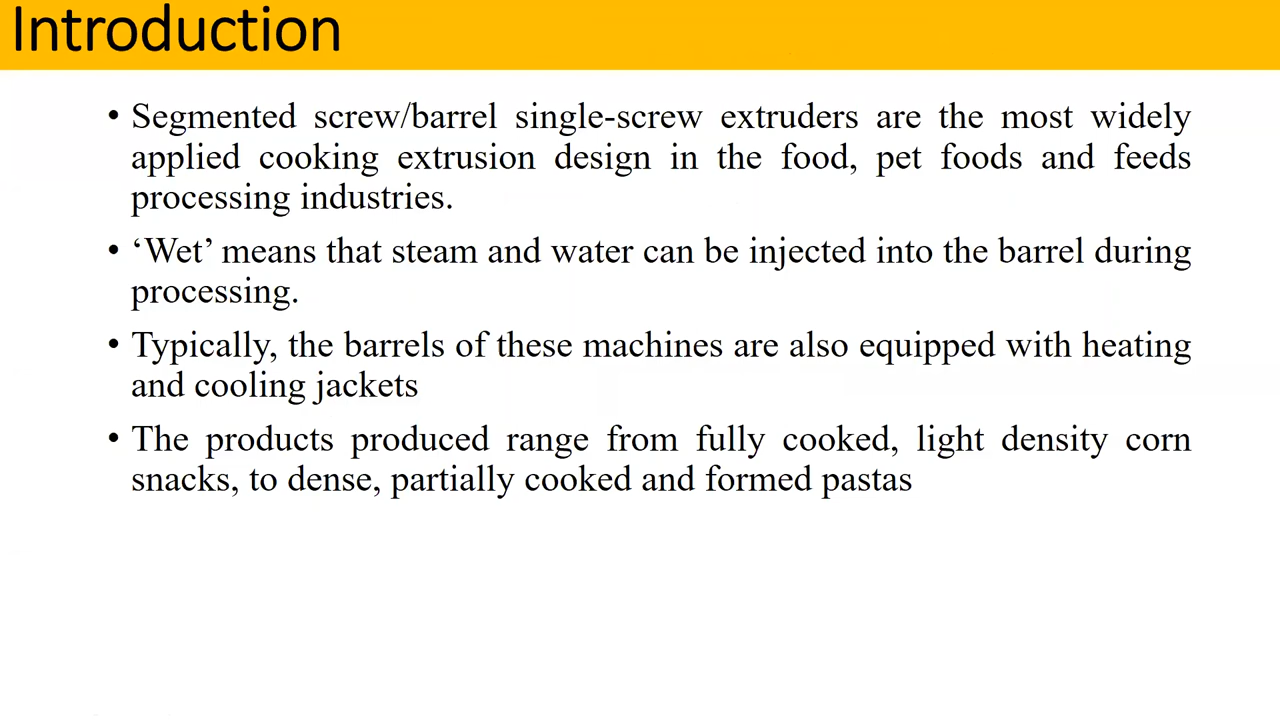 Introduction
• Segmented screw/barrel single-screw extruders are the most widely
applied cooking extrusion design in the food, pet foods and feeds
processing industries.
• ‘Wet’ means that steam and water can be injected into the barrel during
processing.
• Typically, the barrels of these machines are also equipped with heating
and cooling jackets
• The products produced range from fully cooked, light density corn
snacks, to dense, partially cooked and formed pastas